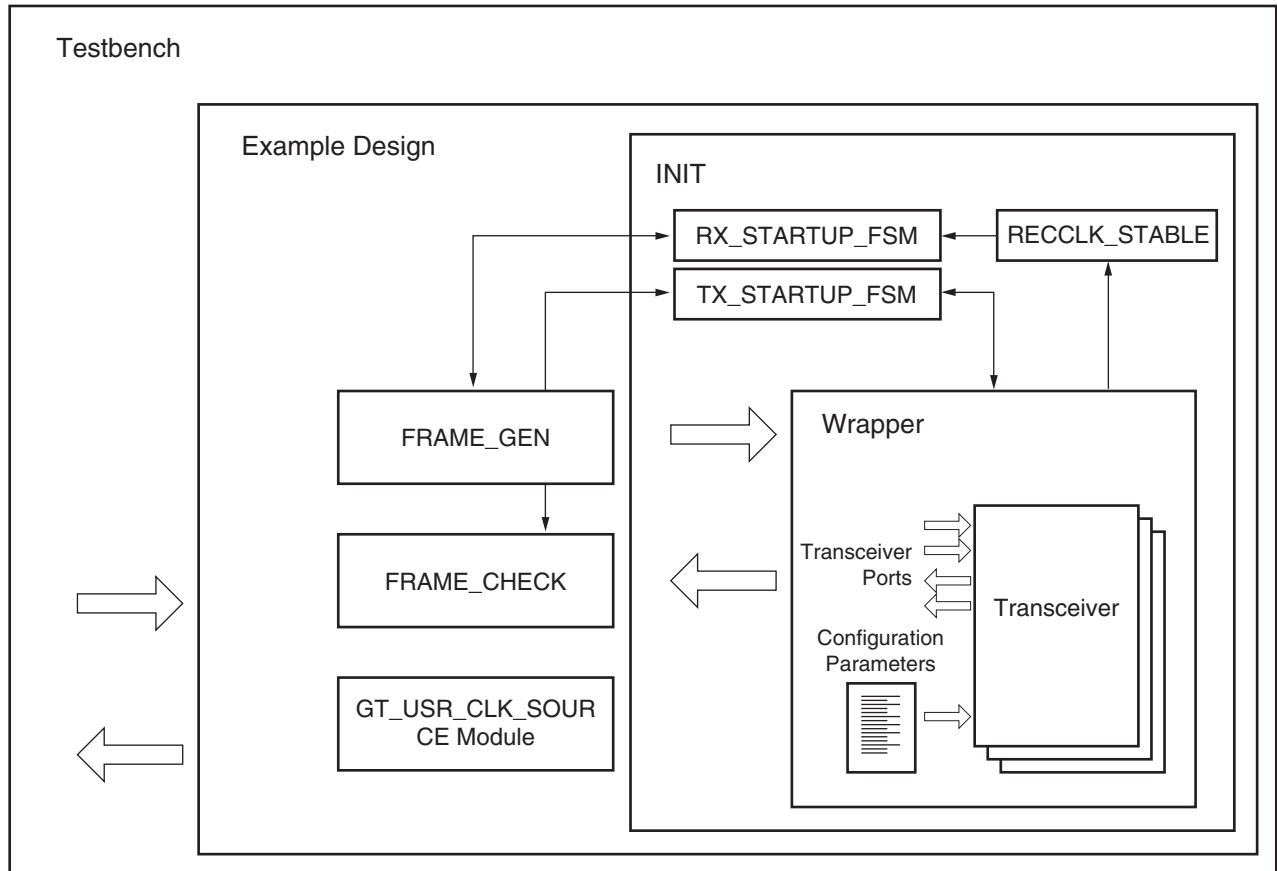 Testbench
Example Design
INIT
RX_STARTUP_FSM
RECCLK_STABLE
TX_STARTUP_FSM
FRAME_GEN
Wrapper
FRAME_CHECK
Transceiver
Ports
Transceiver
Configuration
Parameters
GT_USR_CLK_SOUR
CE Module